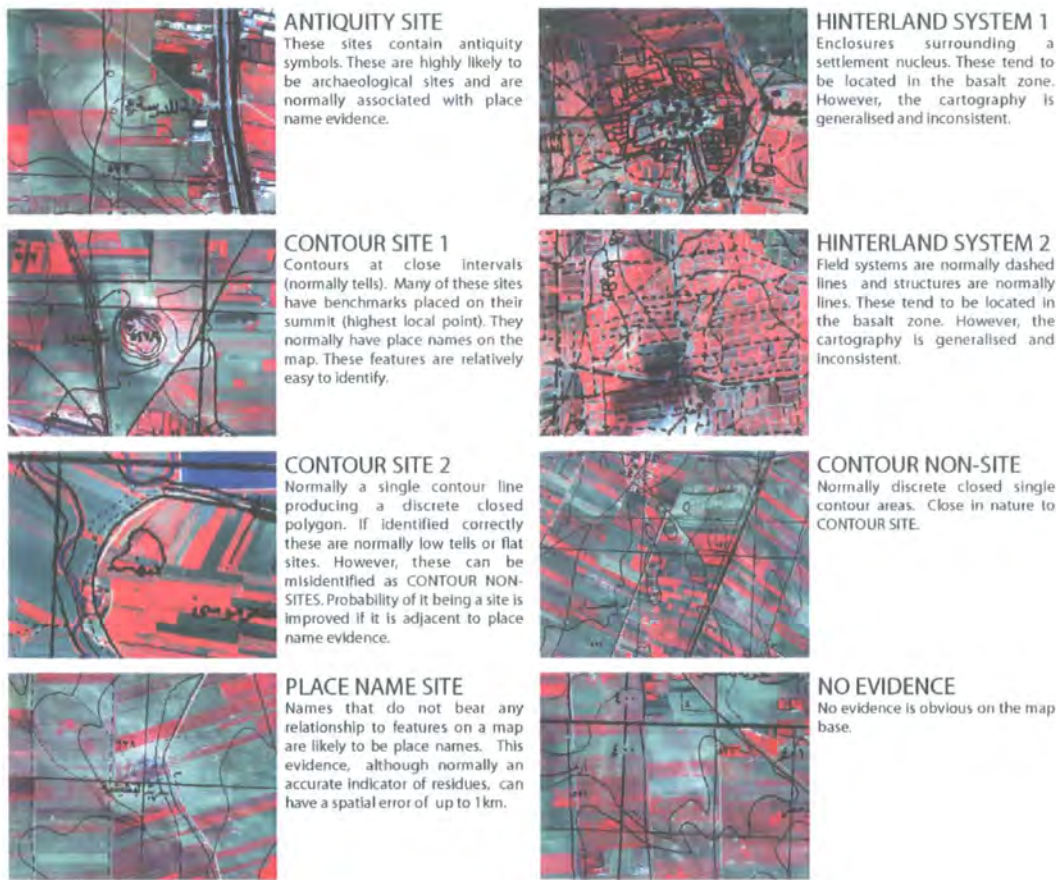 ANTIQUITY SITE
These sites contain antiquity
symbols. These are highly likely to
be archaeological sites and are
normally associated with place
name evidence.
CONTOUR SITE 1
Contours at close intervals
(normally tells). Many of these sites
have benchmarks placed on their
summit (highest local point). They
normally have place names on the
map. These features are relatively
easy to identify.
CONTOUR SITE 2
Normally a single contour line
producing a discrete closed
polygon. If identified correctly
these are normally low tells or flat
sites. However, these can be
misidentified as CONTOUR NON-
SITES. Probability of it being a site is
improved if it is adjacent to place
name evidence.
PLACE NAME SITE
Names that do not bear any
relationship to features on a map
are likely to be place names. This
evidence, although normally an
accurate indicator of residues, can
have a spatial error of up to 1km.
HINTERLAND SYSTEM 1
Enclosures surrounding a
settlement nucleus. These tend to
be located in the basalt zone.
However, the cartography is
generalised and inconsistent.
HINTERLAND SYSTEM 2
Field systems are normally dashed
lines and structures are normally
lines. These tend to be located in
the basalt zone. However, the
cartography is generalised and
inconsistent.
CONTOUR NON-SITE
Normally discrete closed single
contour areas. Close in nature to
CONTOUR SITE.
NO EVIDENCE
No evidence is obvious on the map
base.